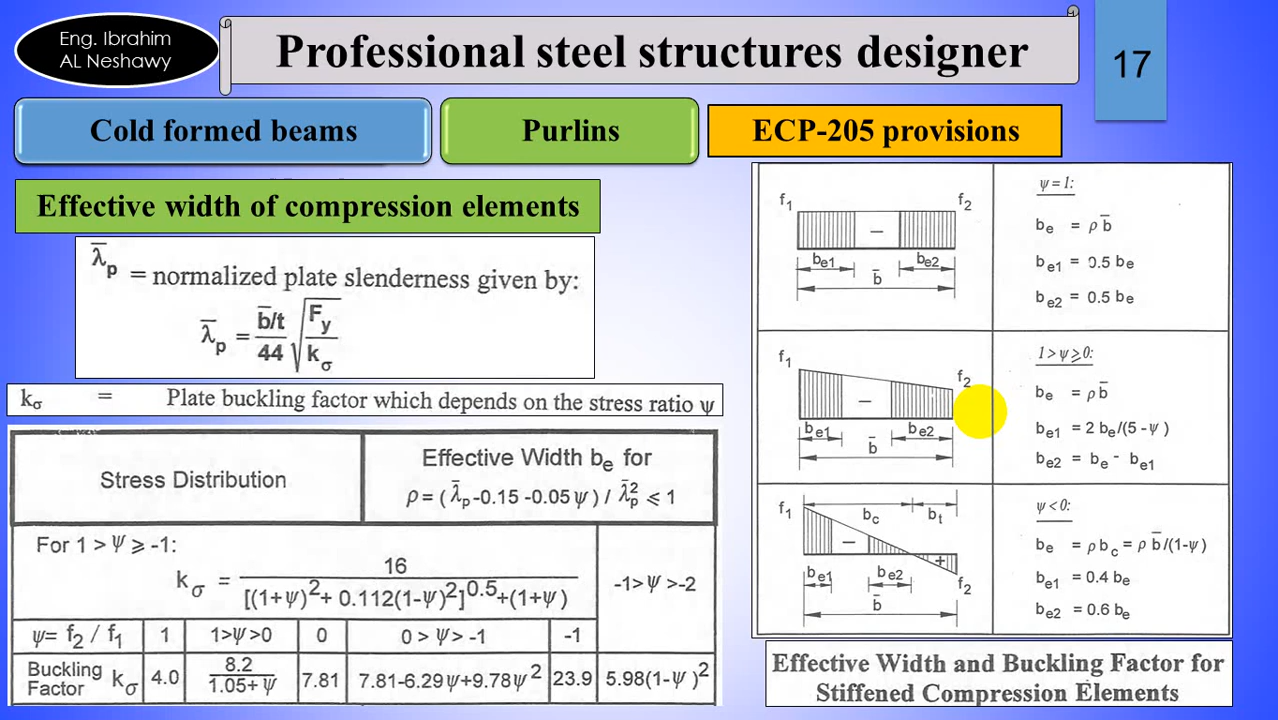 Eng. Ibrahim
AL Neshawy
Professional steel structures designer
17
Cold formed beams
Purlins
ECP-205 provisions
Effective width of compression elements
λ̄p = normalized plate slenderness given by:
λ̄p = b̄/t / 44 √(Fy / kσ)
kσ = Plate buckling factor which depends on the stress ratio ψ
Stress Distribution
Effective Width be for
ρ = ( λ̄p -0.15 -0.05 ψ ) / λ̄p² ⩽ 1
For 1 > Ψ ⩾ -1:
kσ = 16 / [(1+ψ)² + 0.112(1-ψ)²]^0.5 +(1+ψ)
-1> Ψ >-2
ψ= f2 / f1 1 1>ψ>0 0 0 > Ψ > -1 -1
Buckling Factor kσ 4.0 8.2 / 1.05+ ψ 7.81 7.81-6.29ψ+9.78ψ² 23.9 5.98(1-ψ )²
f1 f2
be1 be2
b̄
ψ = 1:
be = ρ b̄
be1 = 0.5 be
be2 = 0.5 be
f1 f2
be1 be2
b̄
1 > ψ ⩾ 0:
be = ρ b̄
be1 = 2 be/(5 - ψ )
be2 = be - be1
f1 bc bt
be1 be2 f2
b̄
ψ < 0:
be = ρ bc = ρ b̄/(1-ψ)
be1 = 0.4 be
be2 = 0.6 be
Effective Width and Buckling Factor for
Stiffened Compression Elements